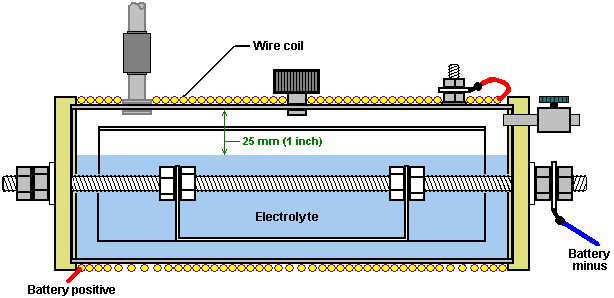 Wire coil
25 mm (1 inch)
Electrolyte
Battery
minus
Battery positive